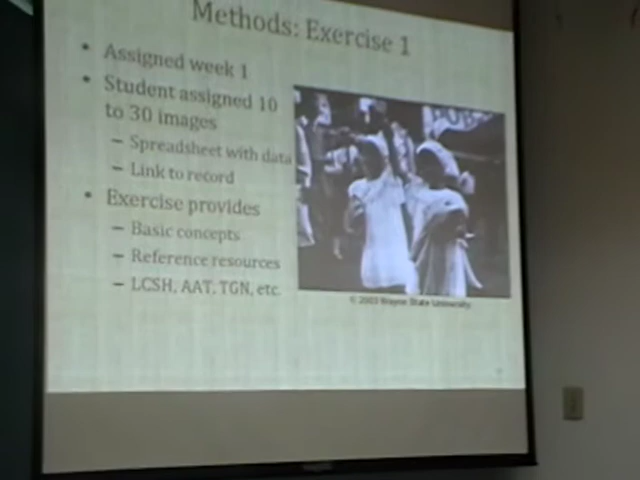 Methods: Exercise 1
• Assigned week 1
• Student assigned 10
to 30 images
– Spreadsheet with data
– Link to record
• Exercise provides
– Basic concepts
– Reference resources
– LCSH, AAT, TGN, etc.
© 2003 Wayne State University